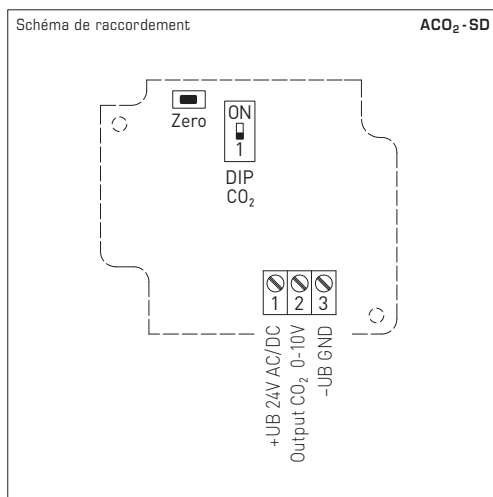 Schéma de raccordement
ACO₂-SD
Zero
ON
1
DIP
CO₂
1 2 3
+UB 24V AC/DC
Output CO₂ 0-10V
-UB GND